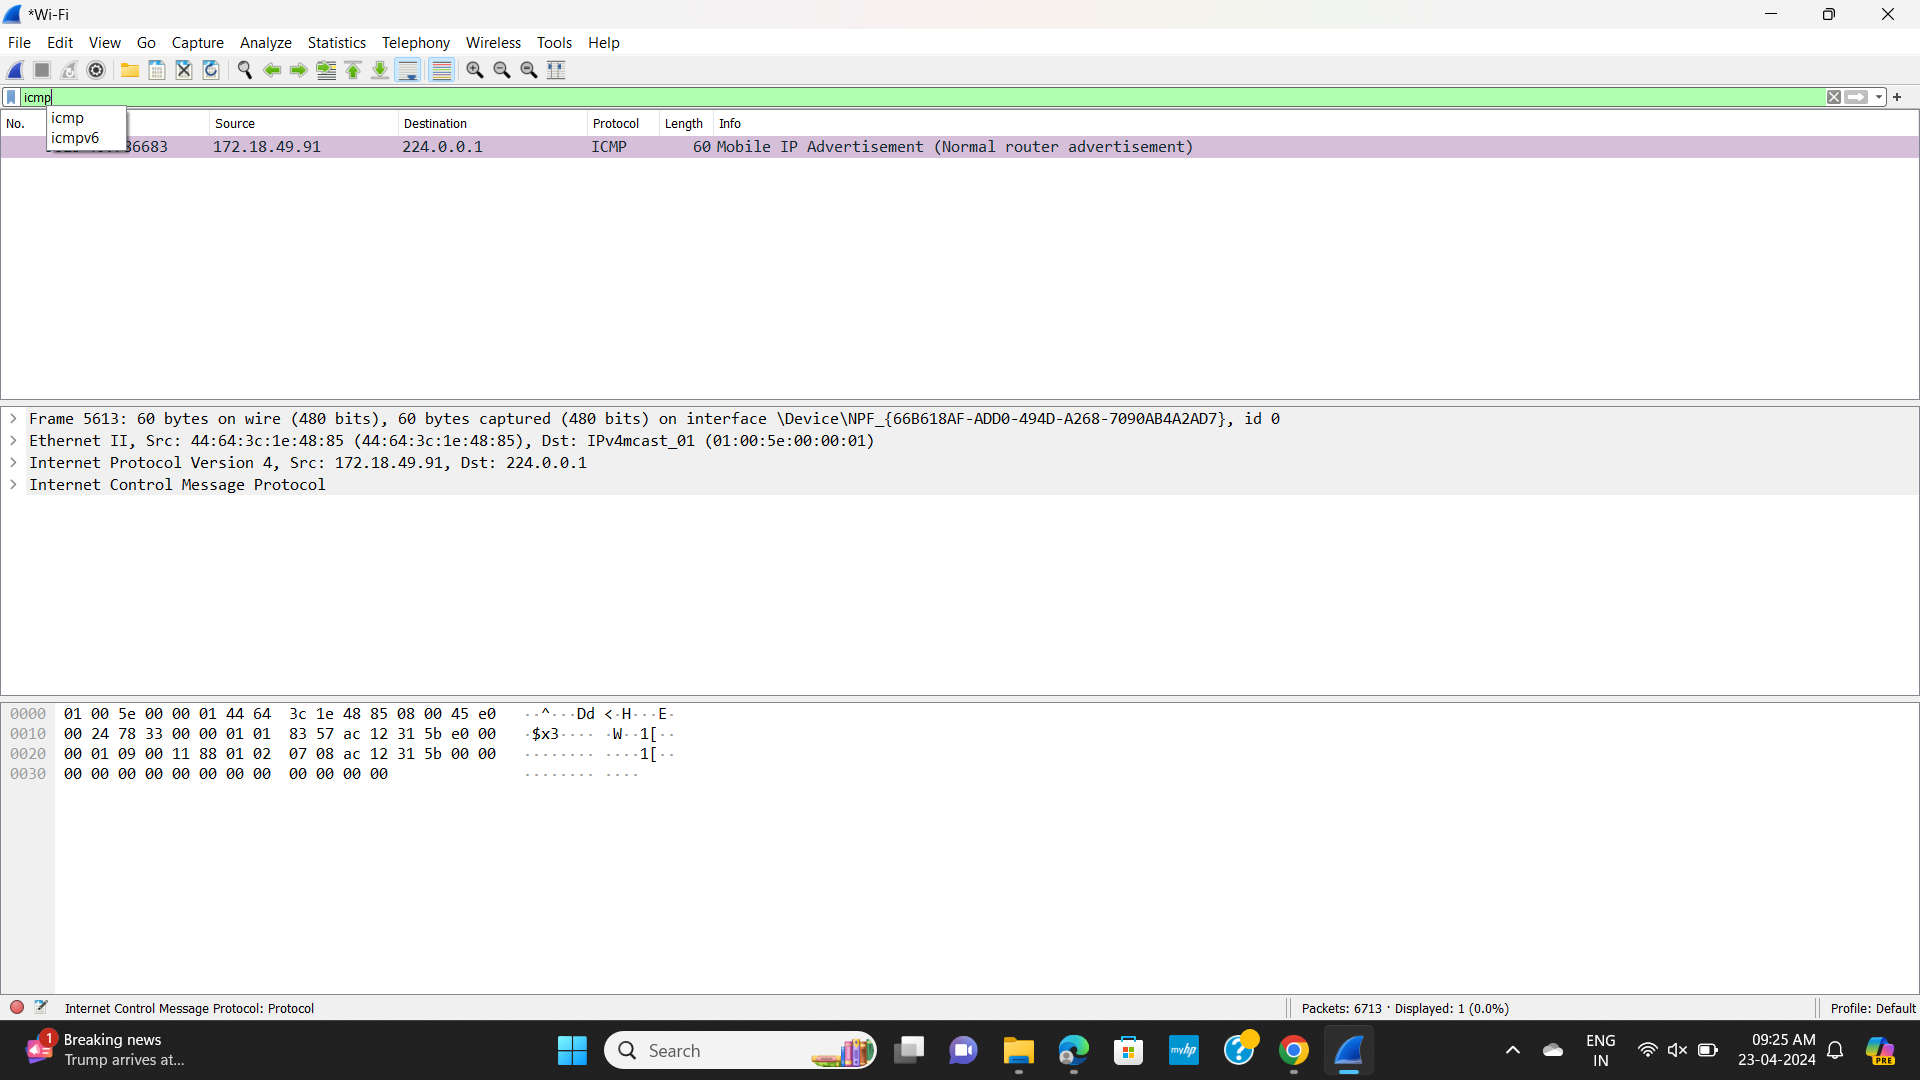 *Wi-Fi
File Edit View Go Capture Analyze Statistics Telephony Wireless Tools Help
icmp
icmp
icmpv6
No. Source Destination Protocol Length Info
36683 172.18.49.91 224.0.0.1 ICMP 60 Mobile IP Advertisement (Normal router advertisement)
Frame 5613: 60 bytes on wire (480 bits), 60 bytes captured (480 bits) on interface \Device\NPF_{66B618AF-ADD0-494D-A268-7090AB4A2AD7}, id 0
Ethernet II, Src: 44:64:3c:1e:48:85 (44:64:3c:1e:48:85), Dst: IPv4mcast_01 (01:00:5e:00:00:01)
Internet Protocol Version 4, Src: 172.18.49.91, Dst: 224.0.0.1
Internet Control Message Protocol
0000 01 00 5e 00 00 01 44 64 3c 1e 48 85 08 00 45 e0 ··^···Dd <·H···E·
0010 00 24 78 33 00 00 01 01 83 57 ac 12 31 5b e0 00 ·$x3···· ·W··1[··
0020 00 01 09 00 11 88 01 02 07 08 ac 12 31 5b 00 00 ········ ····1[··
0030 00 00 00 00 00 00 00 00 00 00 00 00 ········ ····
Internet Control Message Protocol: Protocol Packets: 6713 · Displayed: 1 (0.0%) Profile: Default
1
Breaking news
Trump arrives at...
Search
myhp
?
ENG
IN
09:25 AM
23-04-2024
PRE